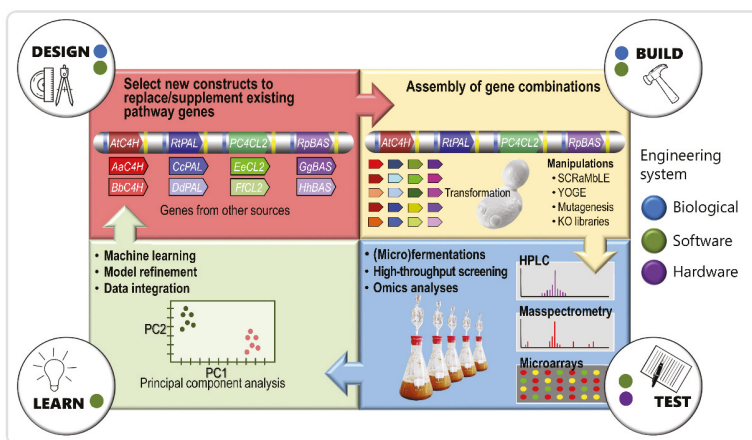 DESIGN
BUILD
Select new constructs to
replace/supplement existing
pathway genes
AtC4H
RtPAL
PC4CL2
RpBAS
AaC4H
CcPAL
EeCL2
GgBAS
BbC4H
DdPAL
FfCL2
HhBAS
Genes from other sources
Assembly of gene combinations
AtC4H
RtPAL
PC4CL2
RpBAS
Transformation
Manipulations
• SCRaMbLE
• YOGE
• Mutagenesis
• KO libraries
Engineering
system
Biological
Software
Hardware
• Machine learning
• Model refinement
• Data integration
PC2
PC1
Principal component analysis
• (Micro)fermentations
• High-throughput screening
• Omics analyses
HPLC
Masspectrometry
Microarrays
LEARN
TEST